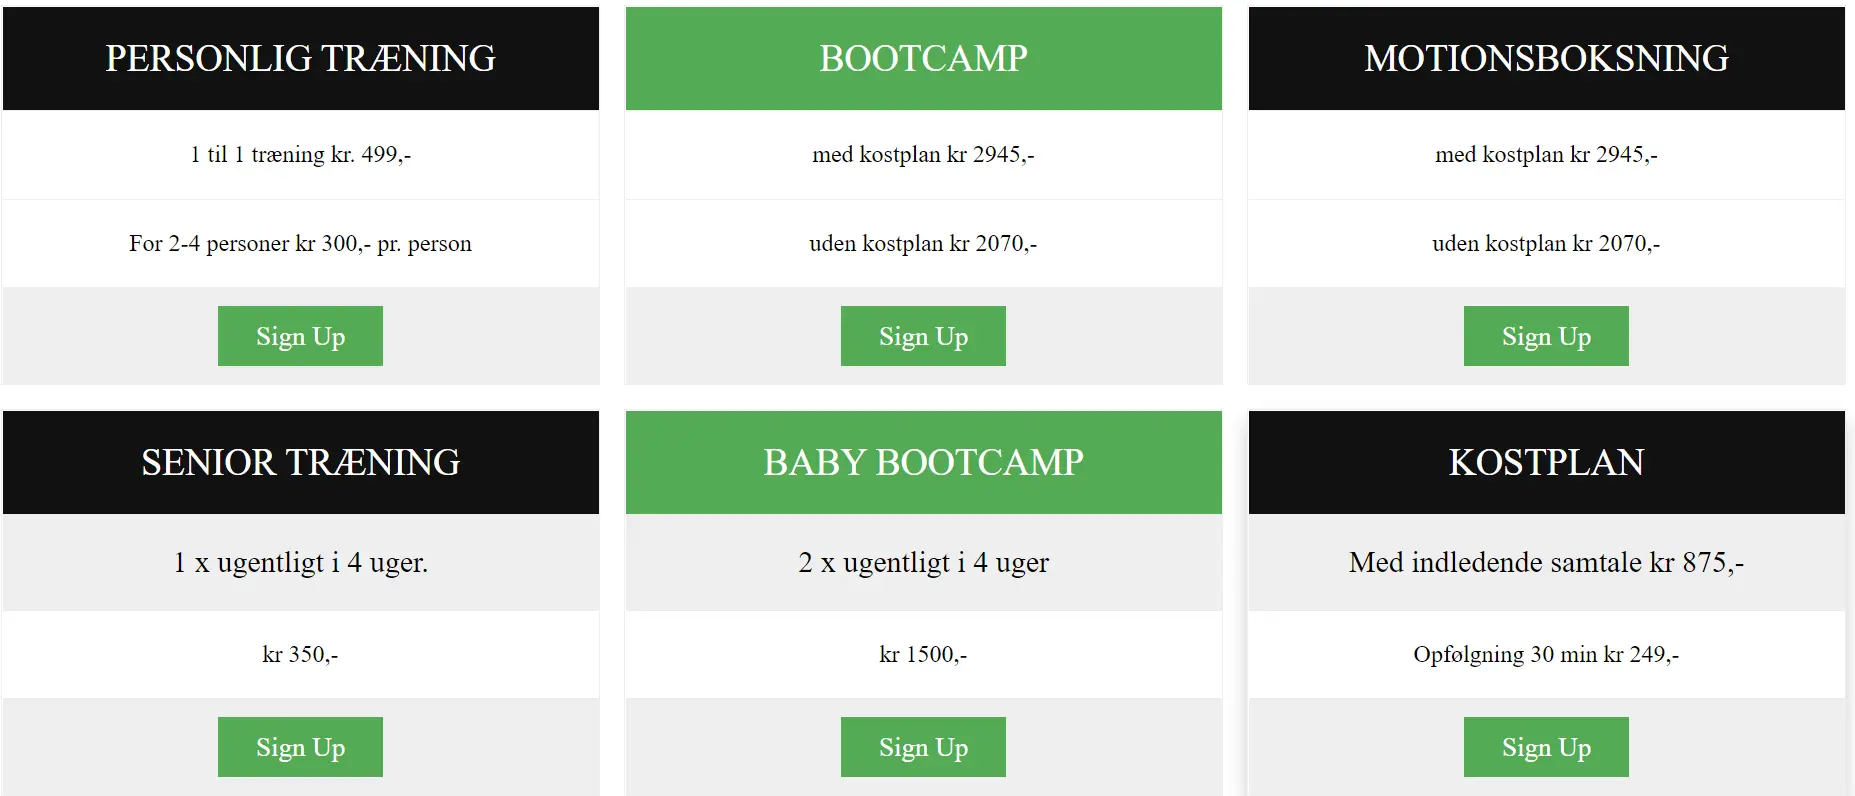 PERSONLIG TRÆNING
1 til 1 træning kr. 499,-
For 2-4 personer kr 300,- pr. person
Sign Up
BOOTCAMP
med kostplan kr 2945,-
uden kostplan kr 2070,-
Sign Up
MOTIONSBOKSNING
med kostplan kr 2945,-
uden kostplan kr 2070,-
Sign Up
SENIOR TRÆNING
1 x ugentligt i 4 uger.
kr 350,-
Sign Up
BABY BOOTCAMP
2 x ugentligt i 4 uger
kr 1500,-
Sign Up
KOSTPLAN
Med indledende samtale kr 875,-
Opfølgning 30 min kr 249,-
Sign Up